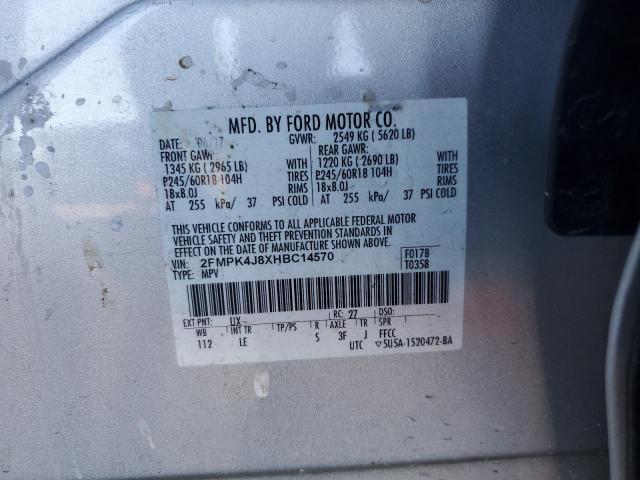 MFD. BY FORD MOTOR CO.
DATE: 06/17 GVWR: 2549 KG ( 5620 LB)
FRONT GAWR: REAR GAWR:
1345 KG ( 2965 LB) WITH 1220 KG ( 2690 LB) WITH
P245/60R18 104H TIRES P245/60R18 104H TIRES
18x8.0J RIMS 18x8.0J RIMS
AT 255 kPa/ 37 PSI COLD AT 255 kPa/ 37 PSI COLD
THIS VEHICLE CONFORMS TO ALL APPLICABLE FEDERAL MOTOR
VEHICLE SAFETY AND BUMPER, AND THEFT PREVENTION STANDARDS
IN EFFECT ON THE DATE OF MANUFACTURE SHOWN ABOVE.
VIN: 2FMPK4J8XHBC14570 F0178
TYPE: MPV T035B
EXT PNT: UX RC: 27 DSO:
WB INT TR TP/PS R AXLE TR SPR
112 LE S 3F J FFCC
UTC ▽5U5A-1520472-BA